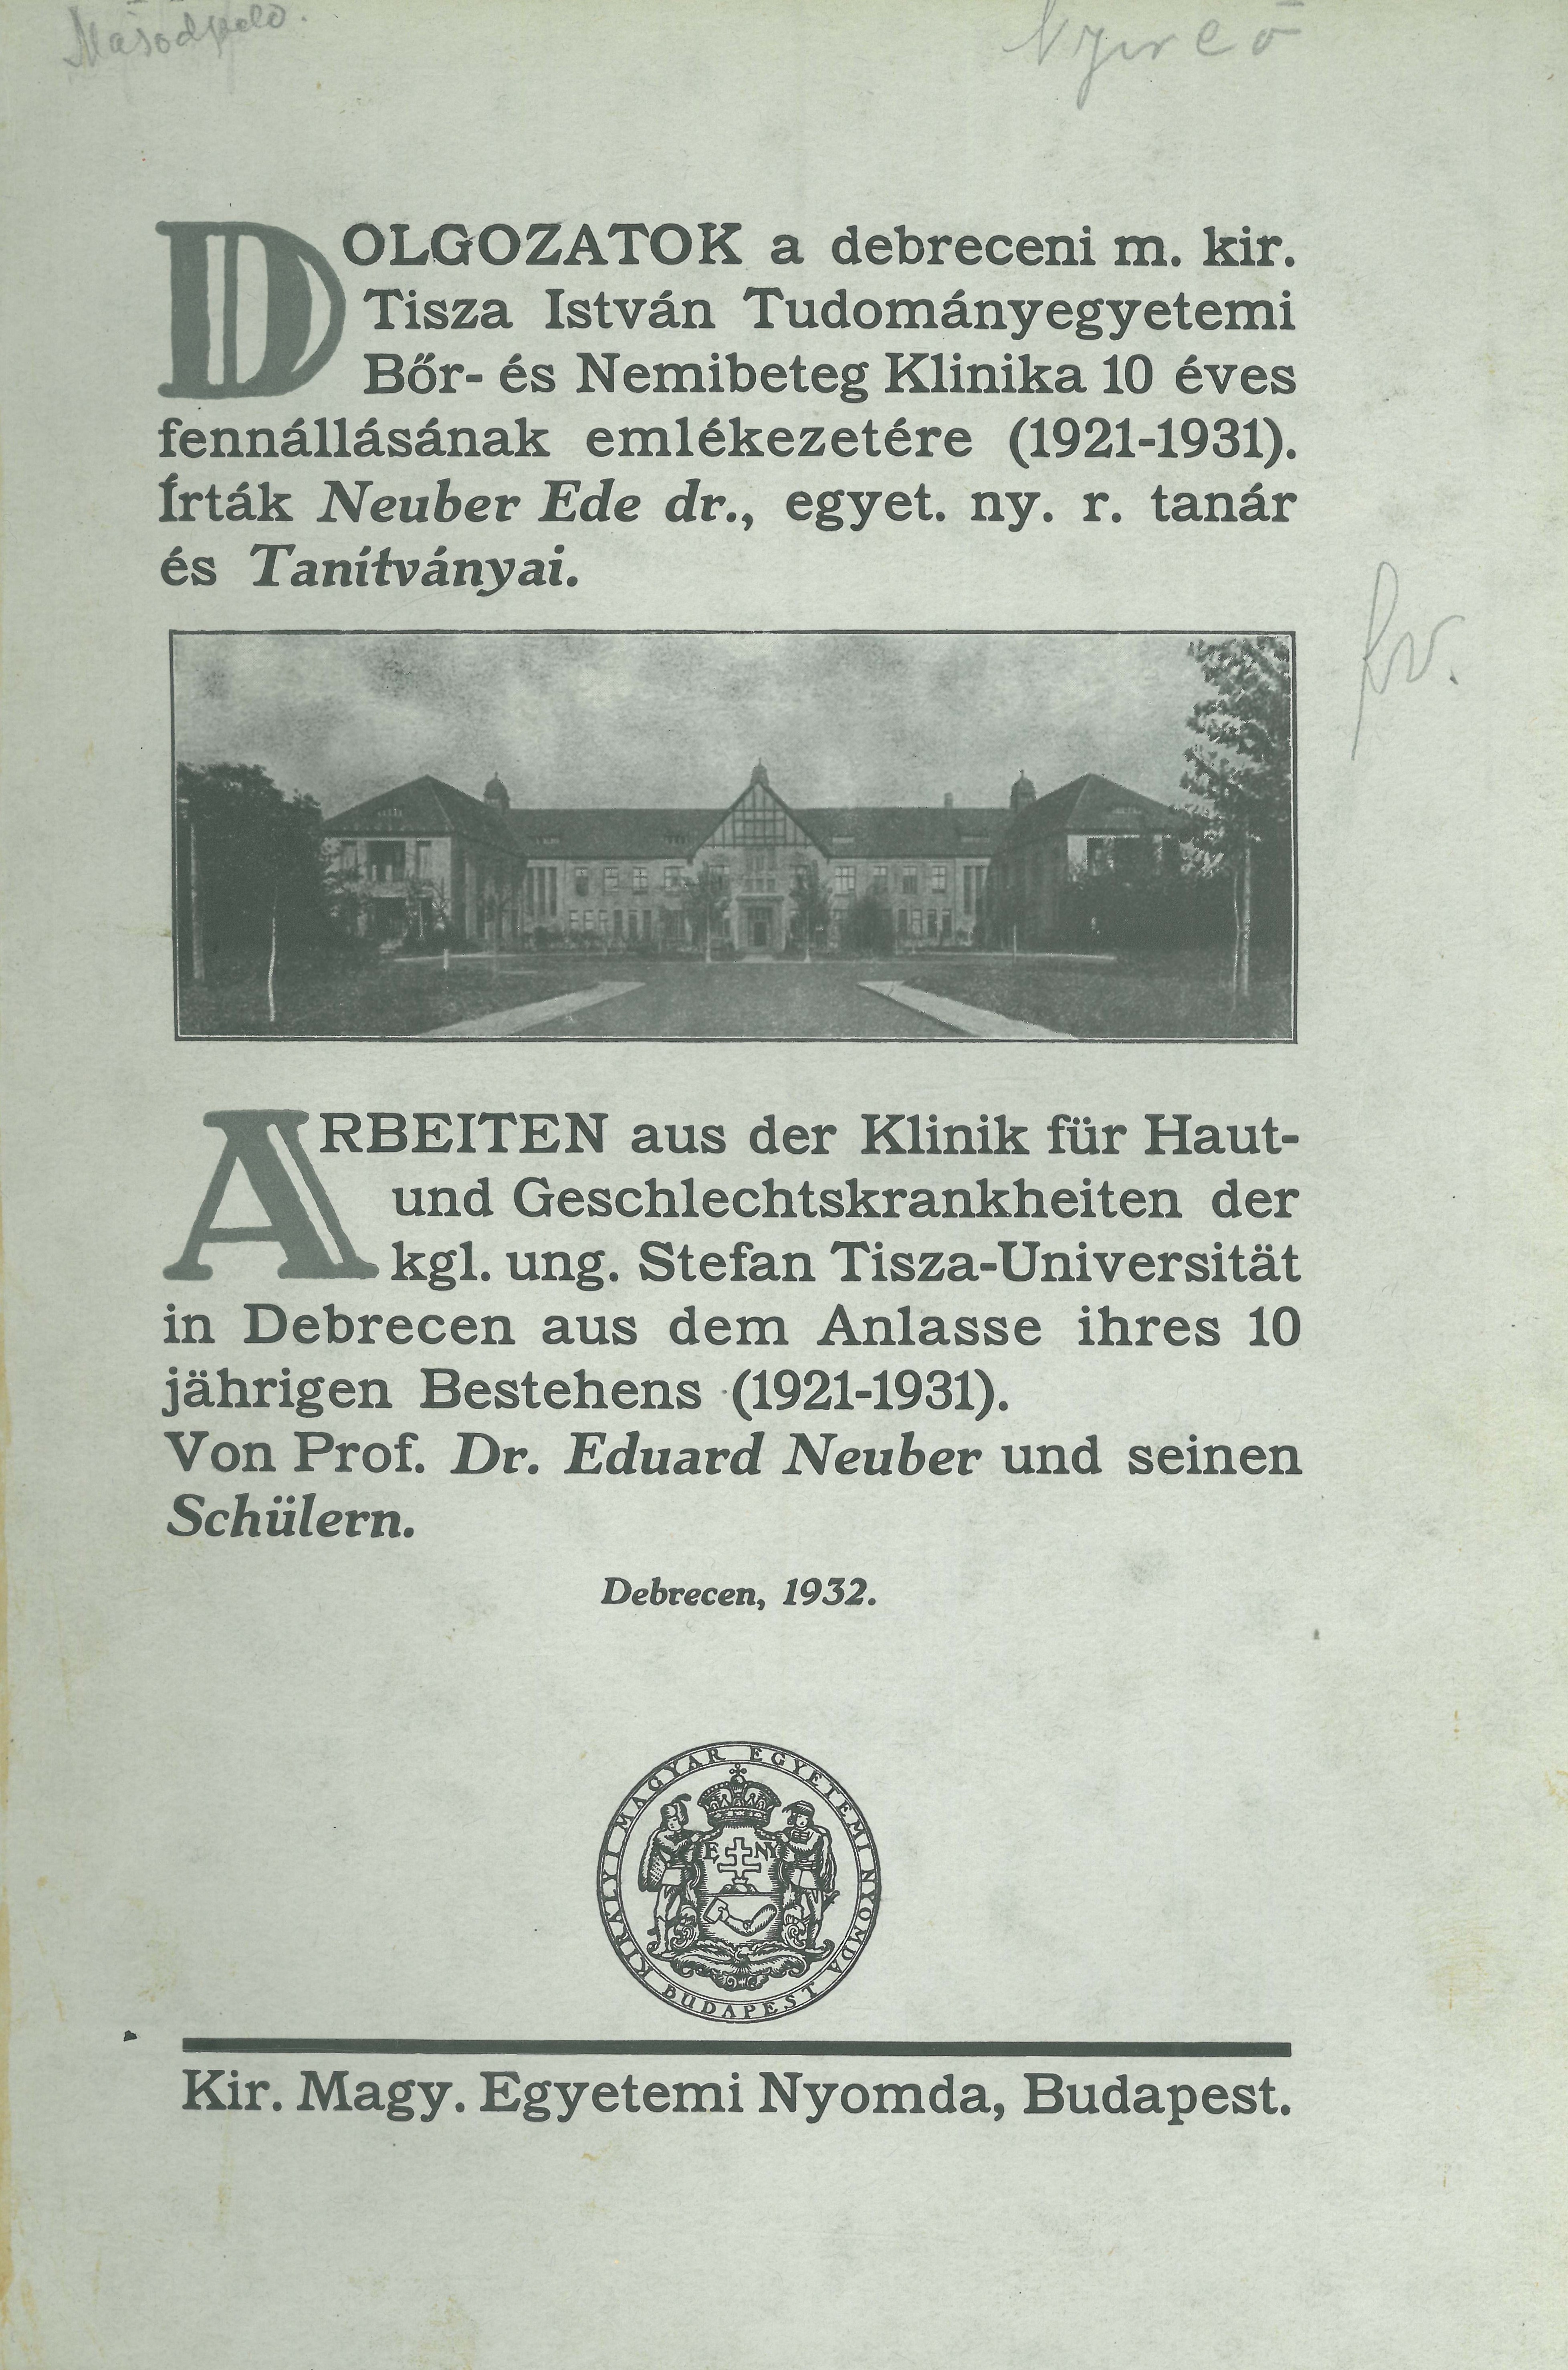 Másodpéld.
DOLGOZATOK a debreceni m. kir.
Tisza István Tudományegyetemi
Bőr- és Nemibeteg Klinika 10 éves
fennállásának emlékezetére (1921-1931).
Írták Neuber Ede dr., egyet. ny. r. tanár
és Tanítványai.
ARBEITEN aus der Klinik für Haut-
und Geschlechtskrankheiten der
kgl. ung. Stefan Tisza-Universität
in Debrecen aus dem Anlasse ihres 10
jährigen Bestehens (1921-1931).
Von Prof. Dr. Eduard Neuber und seinen
Schülern.
Debrecen, 1932.
KIRÁLYI MAGYAR EGYETEMI NYOMDA
E NY
BUDAPEST
Kir. Magy. Egyetemi Nyomda, Budapest.